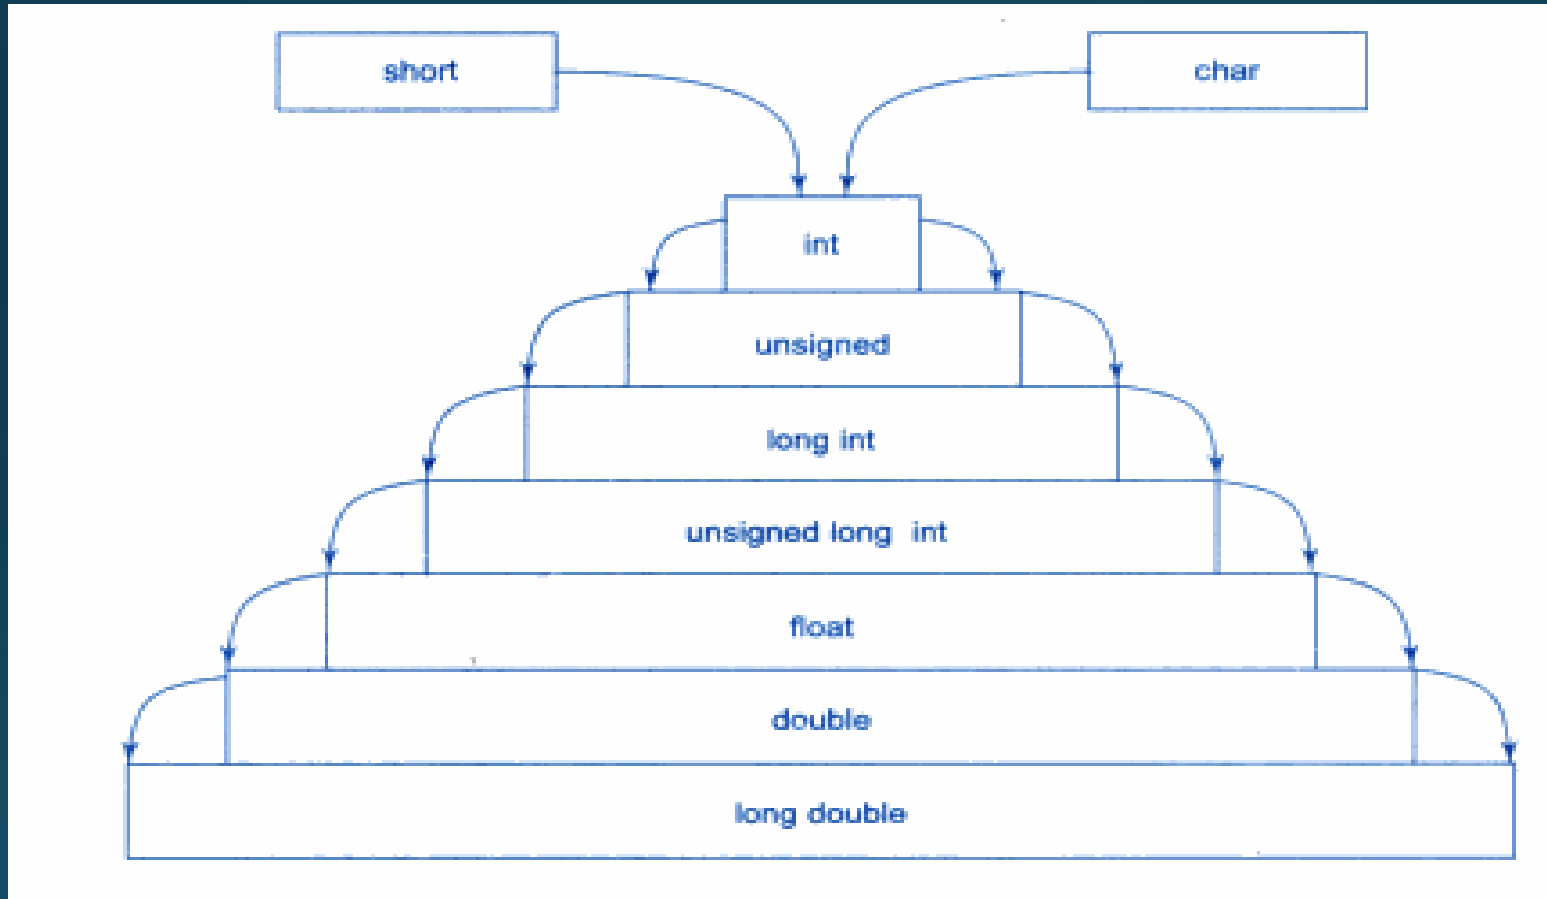 short
char
int
unsigned
long int
unsigned long int
float
double
long double